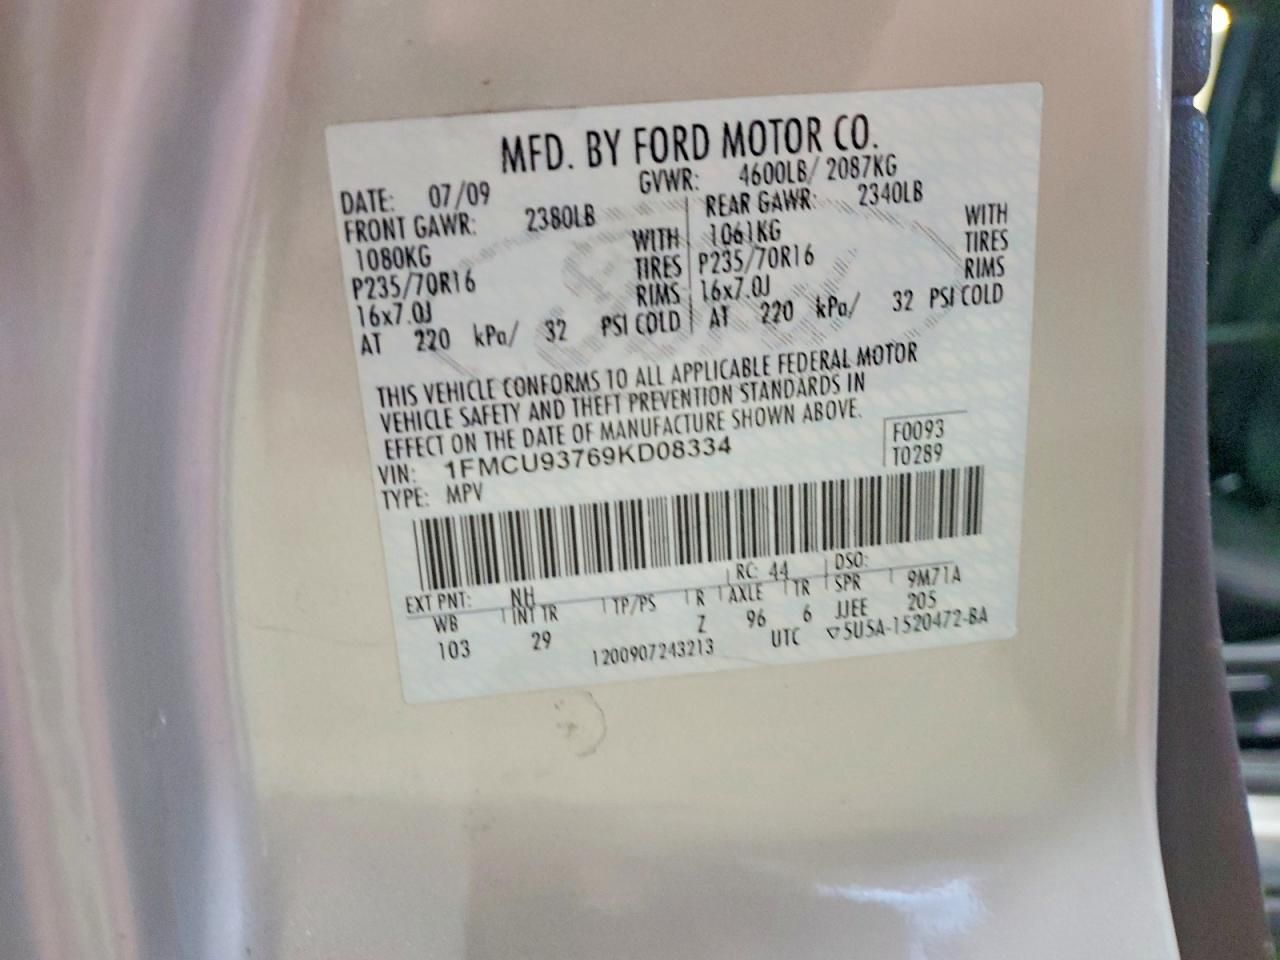 MFD. BY FORD MOTOR CO.
DATE: 07/09 GVWR: 4600LB/ 2087KG
FRONT GAWR: 2380LB REAR GAWR: 2340LB
1080KG WITH 1061KG WITH
P235/70R16 TIRES P235/70R16 TIRES
16x7.0J RIMS 16x7.0J RIMS
AT 220 kPa/ 32 PSI COLD AT 220 kPa/ 32 PSI COLD
THIS VEHICLE CONFORMS TO ALL APPLICABLE FEDERAL MOTOR
VEHICLE SAFETY AND THEFT PREVENTION STANDARDS IN
EFFECT ON THE DATE OF MANUFACTURE SHOWN ABOVE.
VIN: 1FMCU93769KD08334 F0093
TYPE: MPV T0289
EXT PNT: NH RC: 44 DSO:
WB INT TR TP/PS R AXLE TR SPR 9M71A
103 29 Z 96 6 JJEE 205
1200907243213 UTC ▽5U5A-1520472-BA